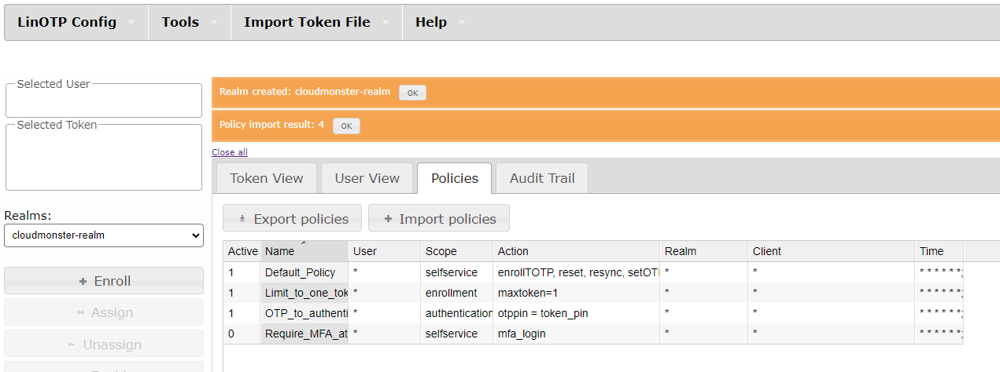 LinOTP Config Tools Import Token File Help
Selected User
Selected Token
Realms:
cloudmonster-realm
Enroll
Assign
Unassign
Realm created: cloudmonster-realm OK
Policy import result: 4 OK
Close all
Token View User View Policies Audit Trail
Export policies Import policies
Active Name User Scope Action Realm Client Time
1 Default_Policy * selfservice enrollTOTP, reset, resync, setOT * * * * * * * *;
1 Limit_to_one_tok * enrollment maxtoken=1 * * * * * * * *;
1 OTP_to_authenti * authentication otppin = token_pin * * * * * * * *;
0 Require_MFA_at * selfservice mfa_login * * * * * * * *;